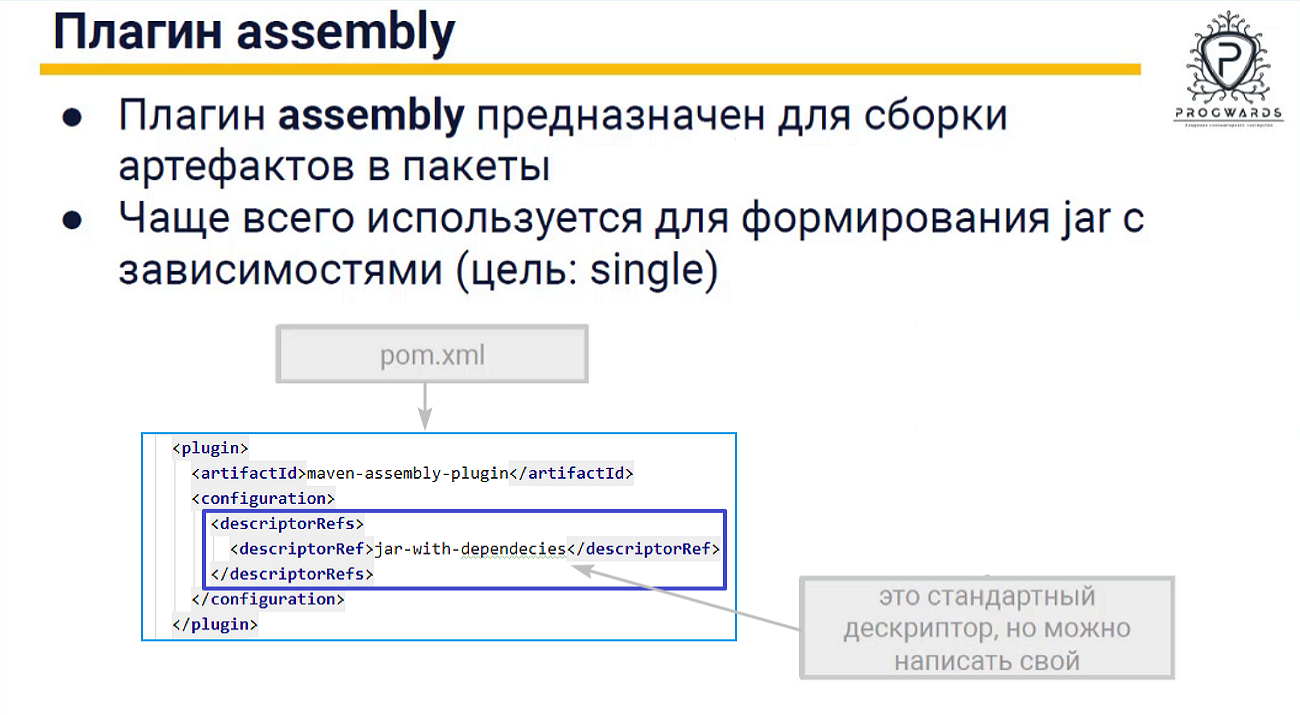 Плагин assembly
PROGWARDS
● Плагин assembly предназначен для сборки
артефактов в пакеты
● Чаще всего используется для формирования jar с
зависимостями (цель: single)
pom.xml
<plugin>
<artifactId>maven-assembly-plugin</artifactId>
<configuration>
<descriptorRefs>
<descriptorRef>jar-with-dependecies</descriptorRef>
</descriptorRefs>
</configuration>
</plugin>
это стандартный
дескриптор, но можно
написать свой